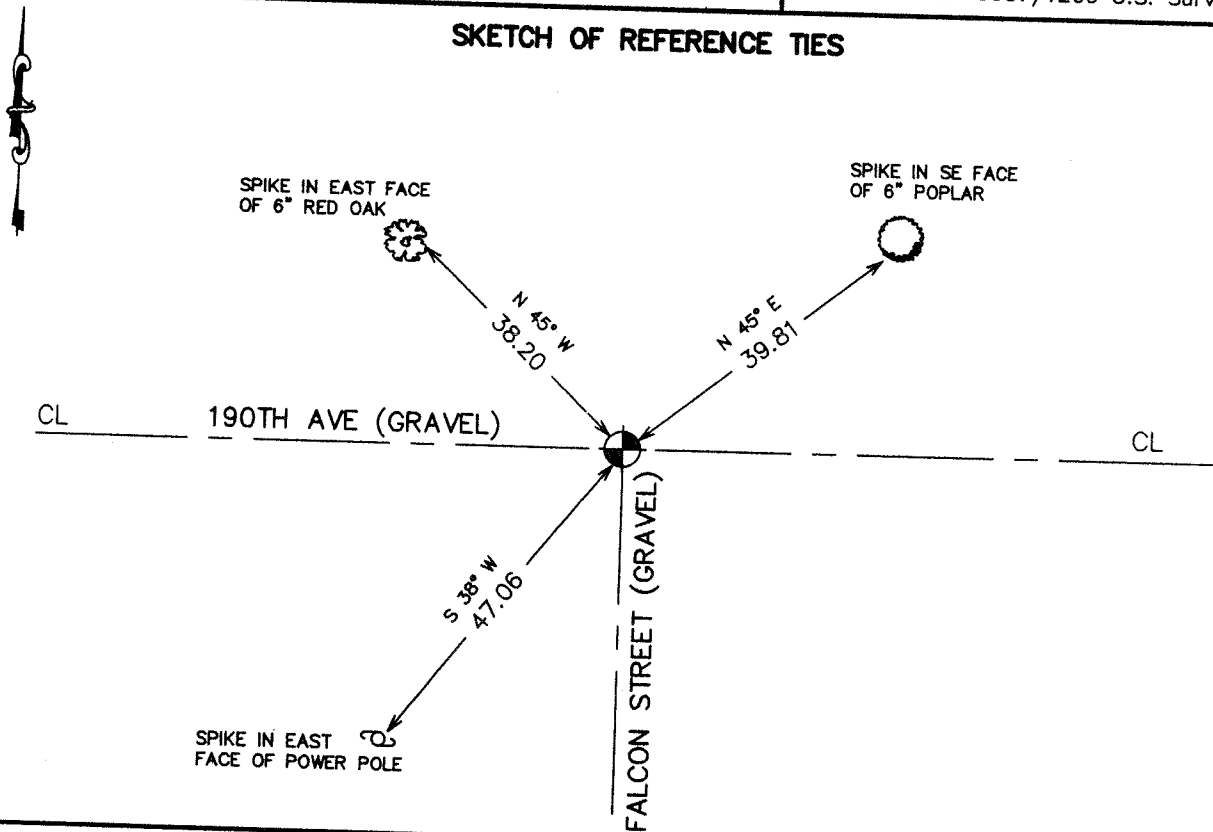 U.S. Surv
SKETCH OF REFERENCE TIES
SPIKE IN EAST FACE
OF 6" RED OAK
SPIKE IN SE FACE
OF 6" POPLAR
N 45° W
38.20
N 45° E
39.81
CL
190TH AVE (GRAVEL)
CL
S 38° W
47.06
FALCON STREET (GRAVEL)
SPIKE IN EAST
FACE OF POWER POLE